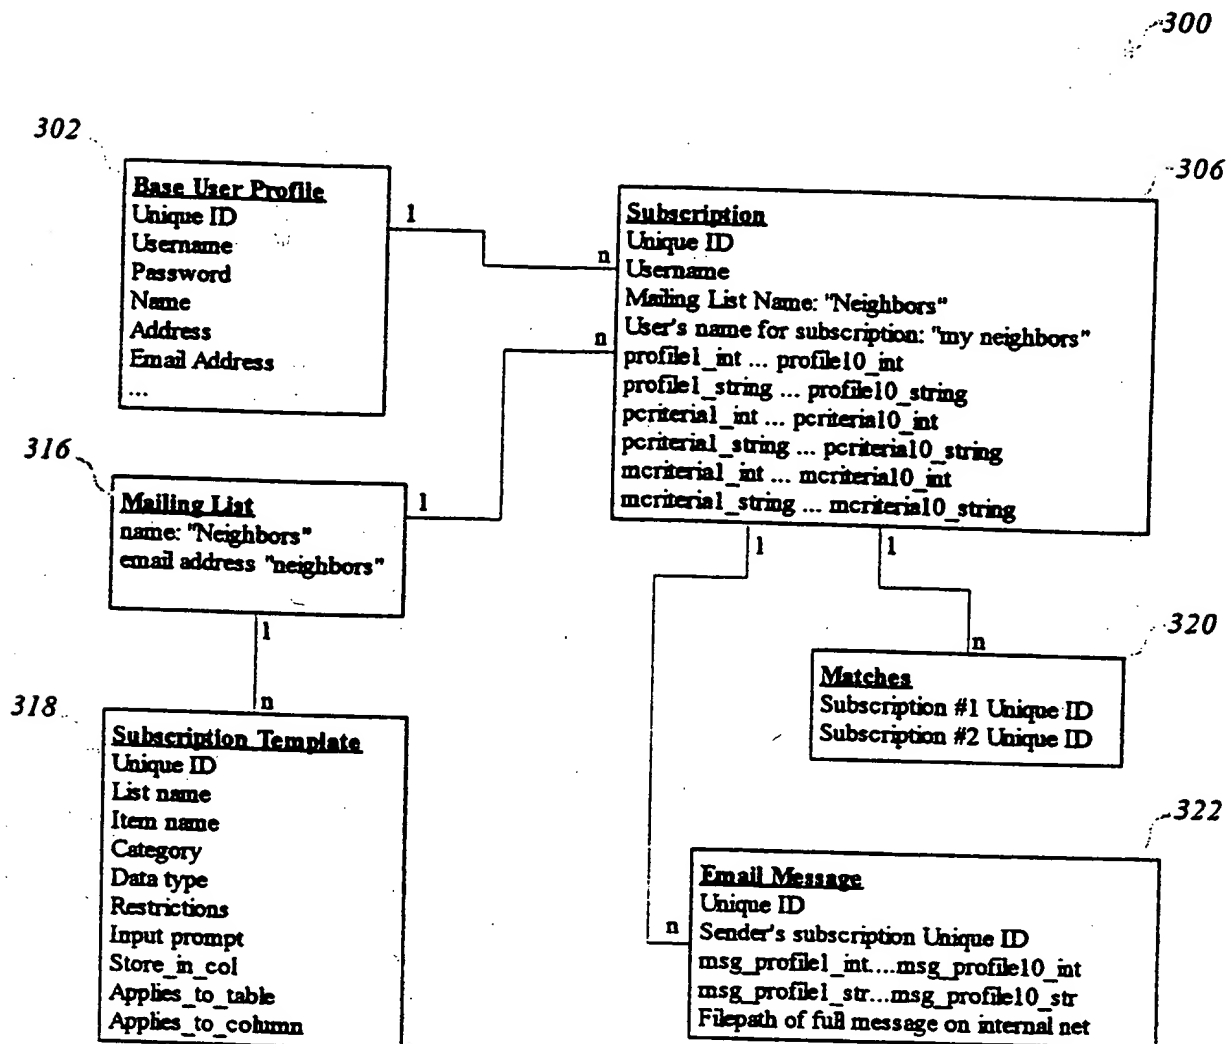 300
302
Base User Profile
Unique ID
Username
Password
Name
Address
Email Address
...
1
n
306
Subscription
Unique ID
Username
Mailing List Name: "Neighbors"
User's name for subscription: "my neighbors"
profile1_int ... profile10_int
profile1_string ... profile10_string
pcriteria1_int ... pcriteria10_int
pcriteria1_string ... pcriteria10_string
mcriteria1_int ... mcriteria10_int
mcriteria1_string ... mcriteria10_string
316
Mailing List
name: "Neighbors"
email address "neighbors"
1
n
1
n
318
Subscription Template
Unique ID
List name
Item name
Category
Data type
Restrictions
Input prompt
Store_in_col
Applies_to_table
Applies_to_column
1
1
n
320
Matches
Subscription #1 Unique ID
Subscription #2 Unique ID
322
n
Email Message
Unique ID
Sender's subscription Unique ID
msg_profile1_int....msg_profile10_int
msg_profile1_str...msg_profile10_str
Filepath of full message on internal net